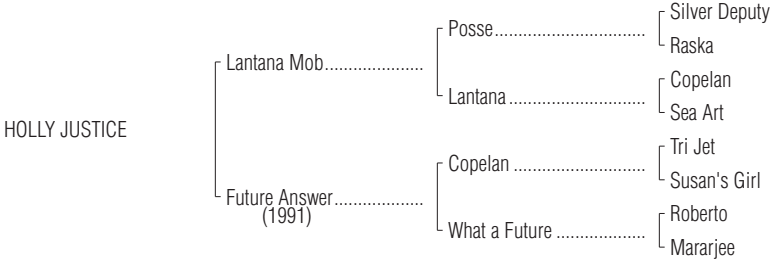 Silver Deputy
Posse..............................
Raska
Lantana Mob....................
Copelan
Lantana...........................
Sea Art
HOLLY JUSTICE
Tri Jet
Copelan ..........................
Susan's Girl
Future Answer..................
(1991)
Roberto
What a Future ..................
Mararjee